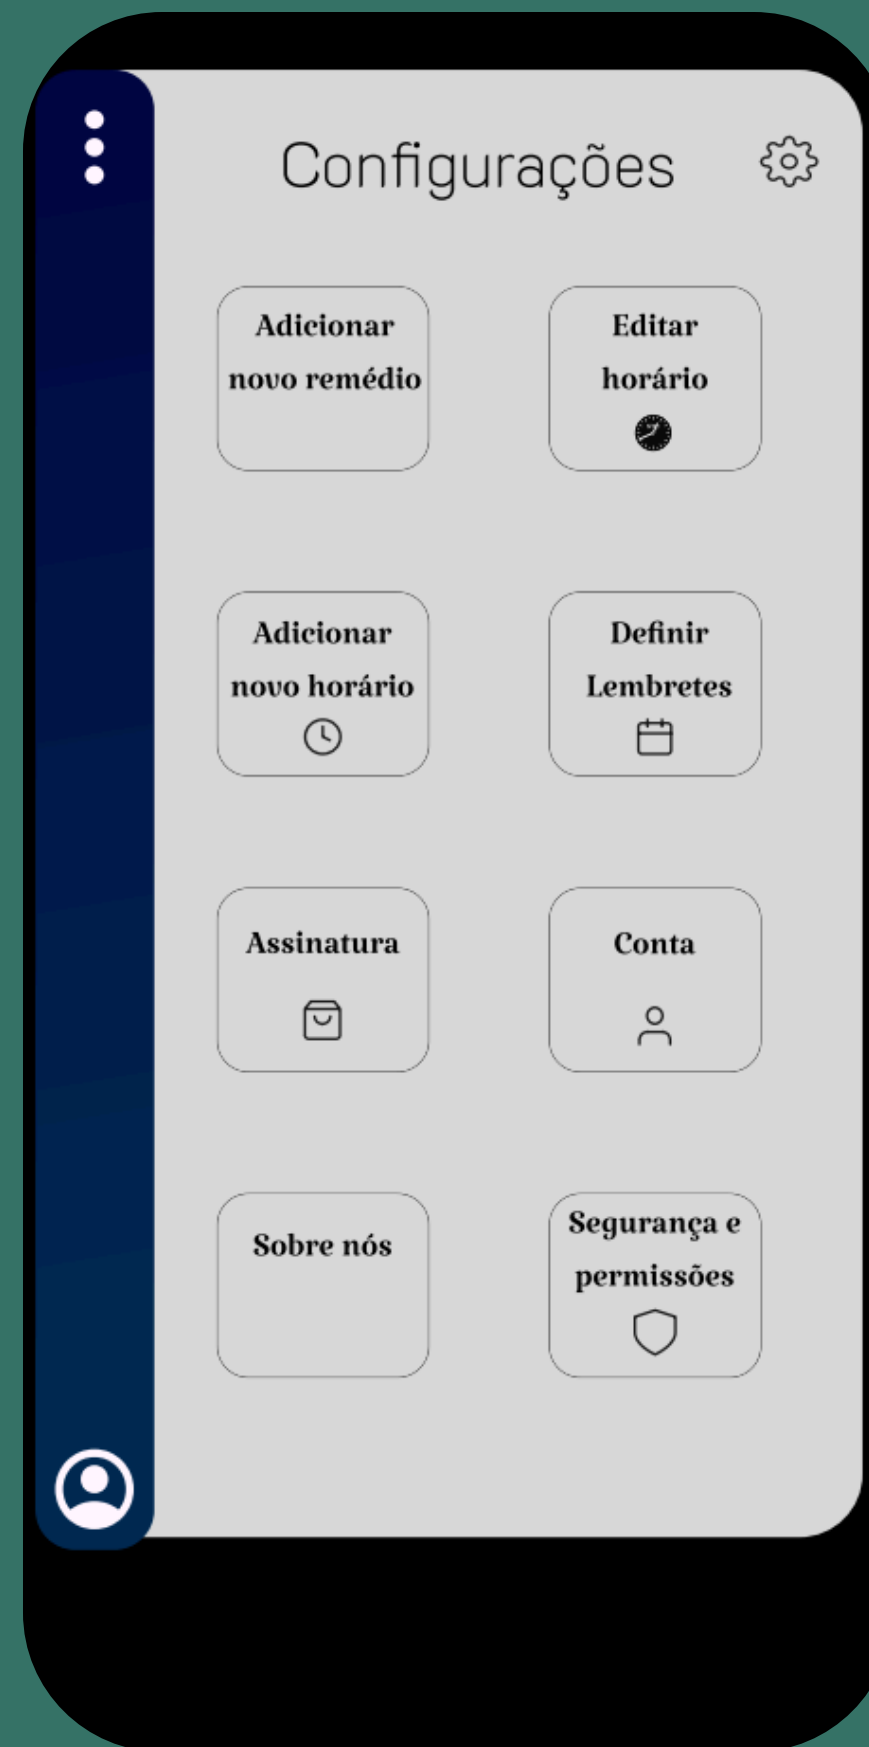 Configurações
Adicionar
novo remédio
Editar
horário
Adicionar
novo horário
Definir
Lembretes
Assinatura
Conta
Sobre nós
Segurança e
permissões